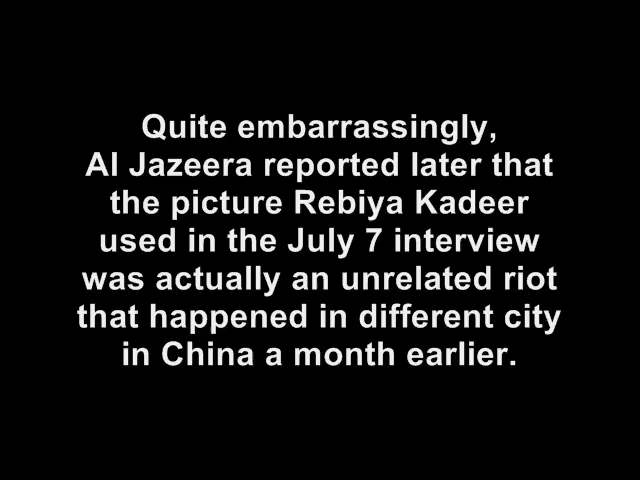 Quite embarrassingly,
Al Jazeera reported later that
the picture Rebiya Kadeer
used in the July 7 interview
was actually an unrelated riot
that happened in different city
in China a month earlier.